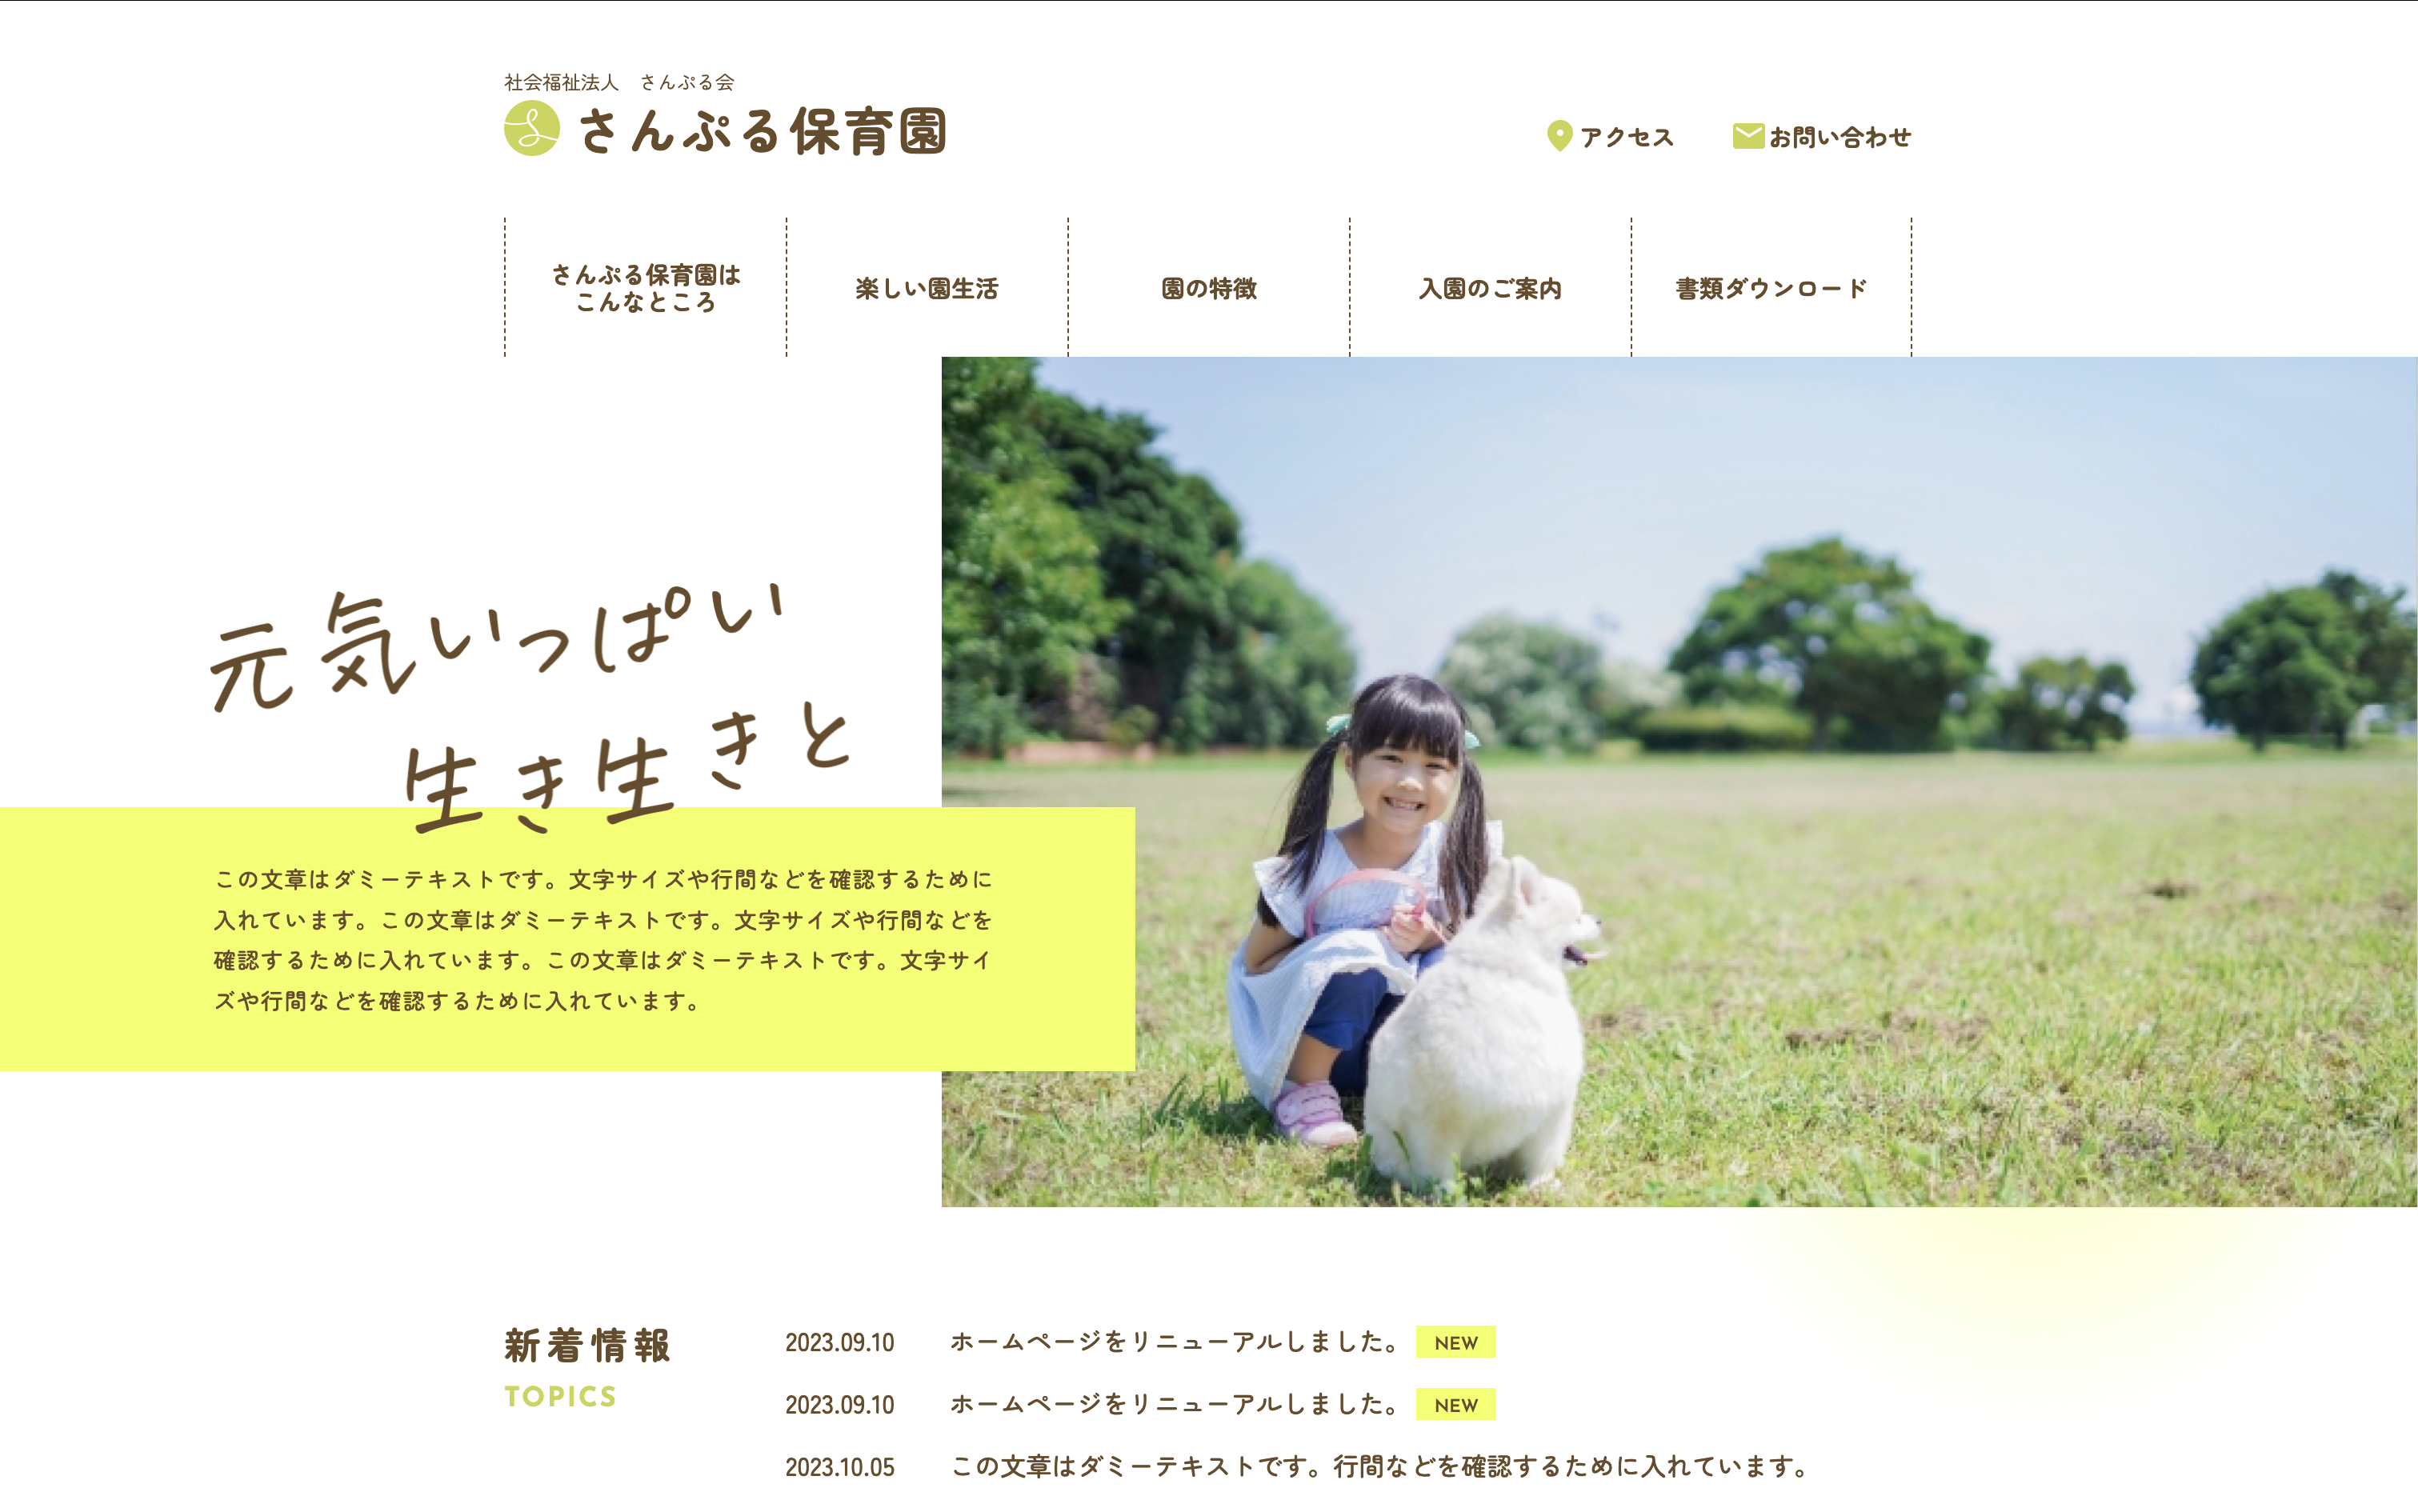 社会福祉法人　さんぷる会
さんぷる保育園
アクセス
お問い合わせ
さんぷる保育園は
こんなところ
楽しい園生活
園の特徴
入園のご案内
書類ダウンロード
元気いっぱい
生き生きと
この文章はダミーテキストです。文字サイズや行間などを確認するために
入れています。この文章はダミーテキストです。文字サイズや行間などを
確認するために入れています。この文章はダミーテキストです。文字サイ
ズや行間などを確認するために入れています。
新着情報
TOPICS
2023.09.10 ホームページをリニューアルしました。 NEW
2023.09.10 ホームページをリニューアルしました。 NEW
2023.10.05 この文章はダミーテキストです。行間などを確認するために入れています。